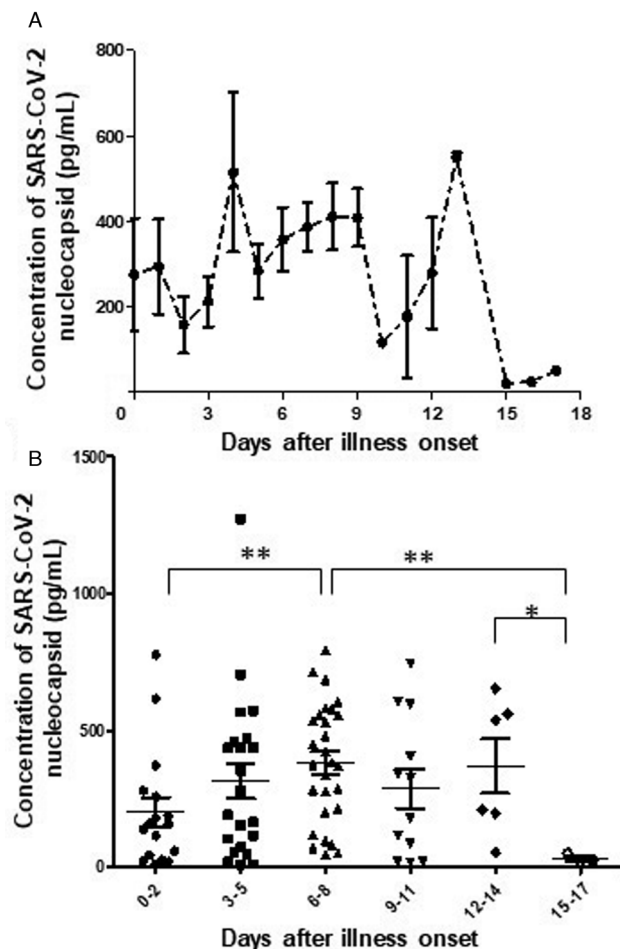 A
Concentration of SARS-CoV-2
nucleocapsid (pg/mL)
800
600
400
200
0 3 6 9 12 15 18
Days after illness onset
B
Concentration of SARS-CoV-2
nucleocapsid (pg/mL)
1500
1000
500
0
** **
*
0-2 3-5 6-8 9-11 12-14 15-17
Days after illness onset